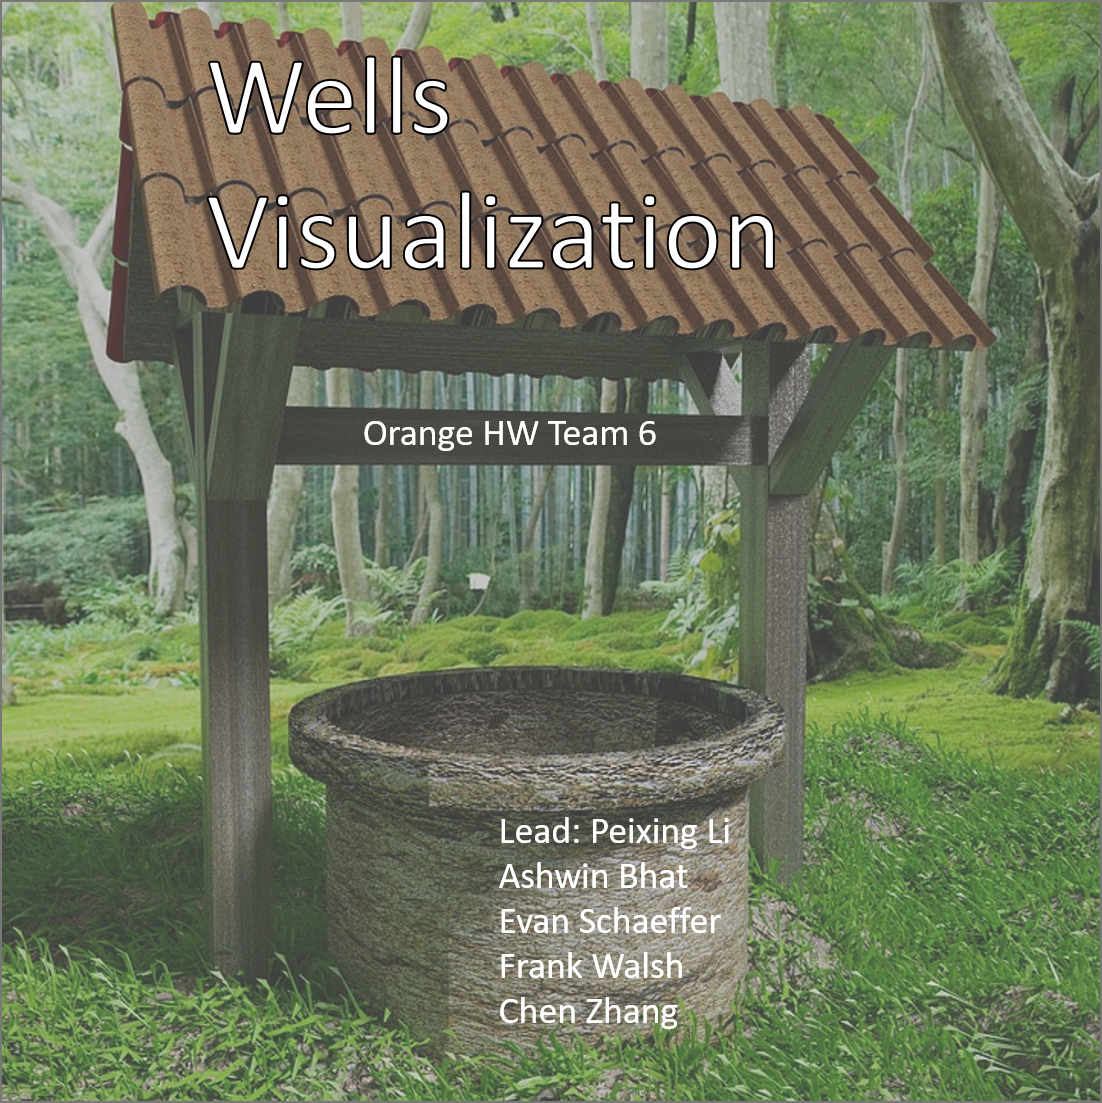 Wells
Visualization
Orange HW Team 6
Lead: Peixing Li
Ashwin Bhat
Evan Schaeffer
Frank Walsh
Chen Zhang